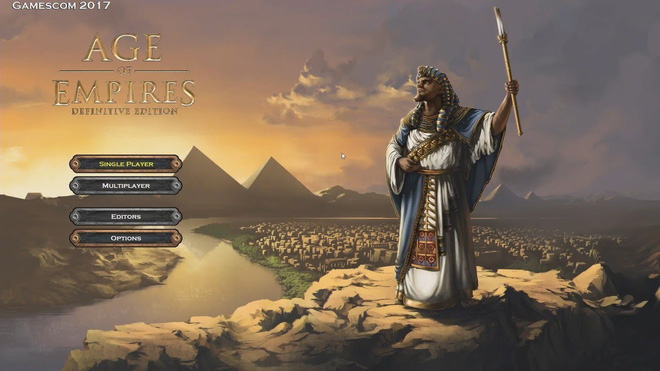 GAMESCOM 2017
AGE
OF
EMPIRES
DEFINITIVE EDITION
SINGLE PLAYER
MULTIPLAYER
EDITORS
OPTIONS